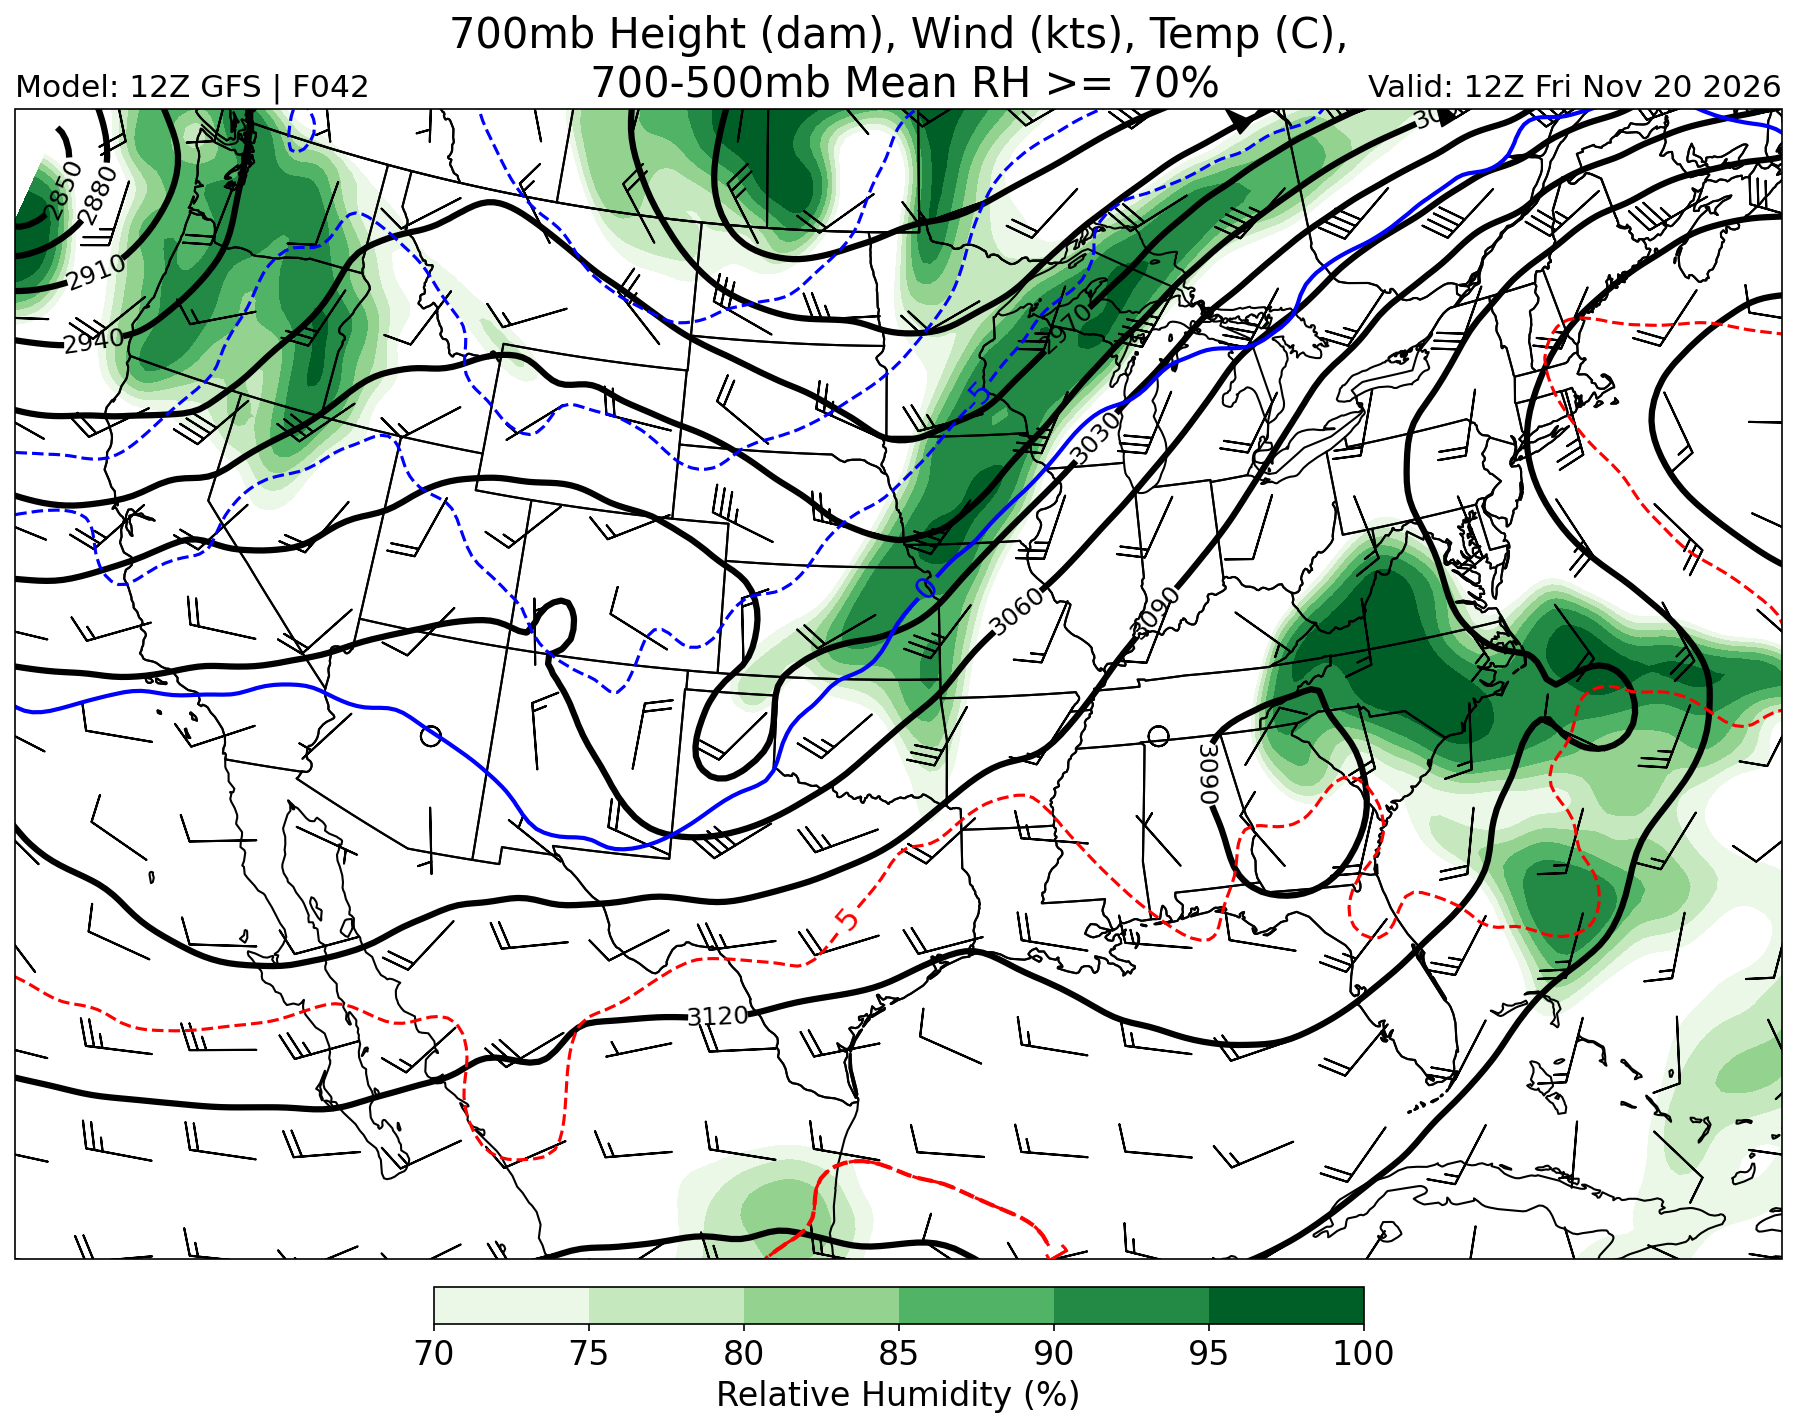 700mb Height (dam), Wind (kts), Temp (C),
700-500mb Mean RH >= 70%
Model: 12Z GFS | F042
Valid: 12Z Fri Nov 20 2026
30
2850
2880
2910
2940
2970
-5
3030
0
3060
3090
3090
5
3120
70 75 80 85 90 95 100
Relative Humidity (%)